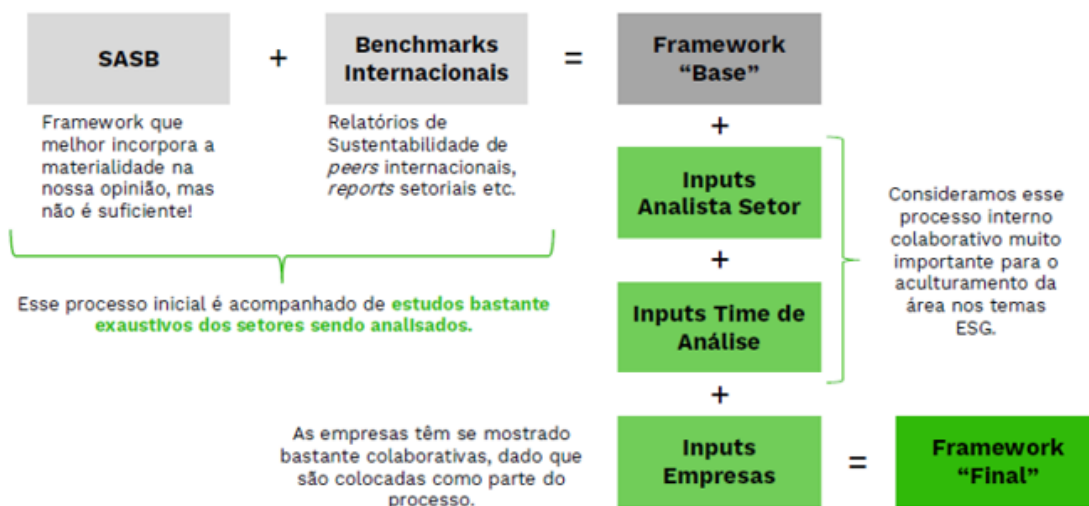 SASB
+
Benchmarks
Internacionais
=
Framework
“Base”
Framework que
melhor incorpora a
materialidade na
nossa opinião, mas
não é suficiente!
Relatórios de
Sustentabilidade de
peers internacionais,
reports setoriais etc.
+
Inputs
Analista Setor
+
Inputs Time de
Análise
Consideramos esse
processo interno
colaborativo muito
importante para o
aculturamento da
área nos temas
ESG.
Esse processo inicial é acompanhado de estudos bastante
exaustivos dos setores sendo analisados.
+
As empresas têm se mostrado
bastante colaborativas, dado que
são colocadas como parte do
processo.
Inputs
Empresas
=
Framework
“Final”